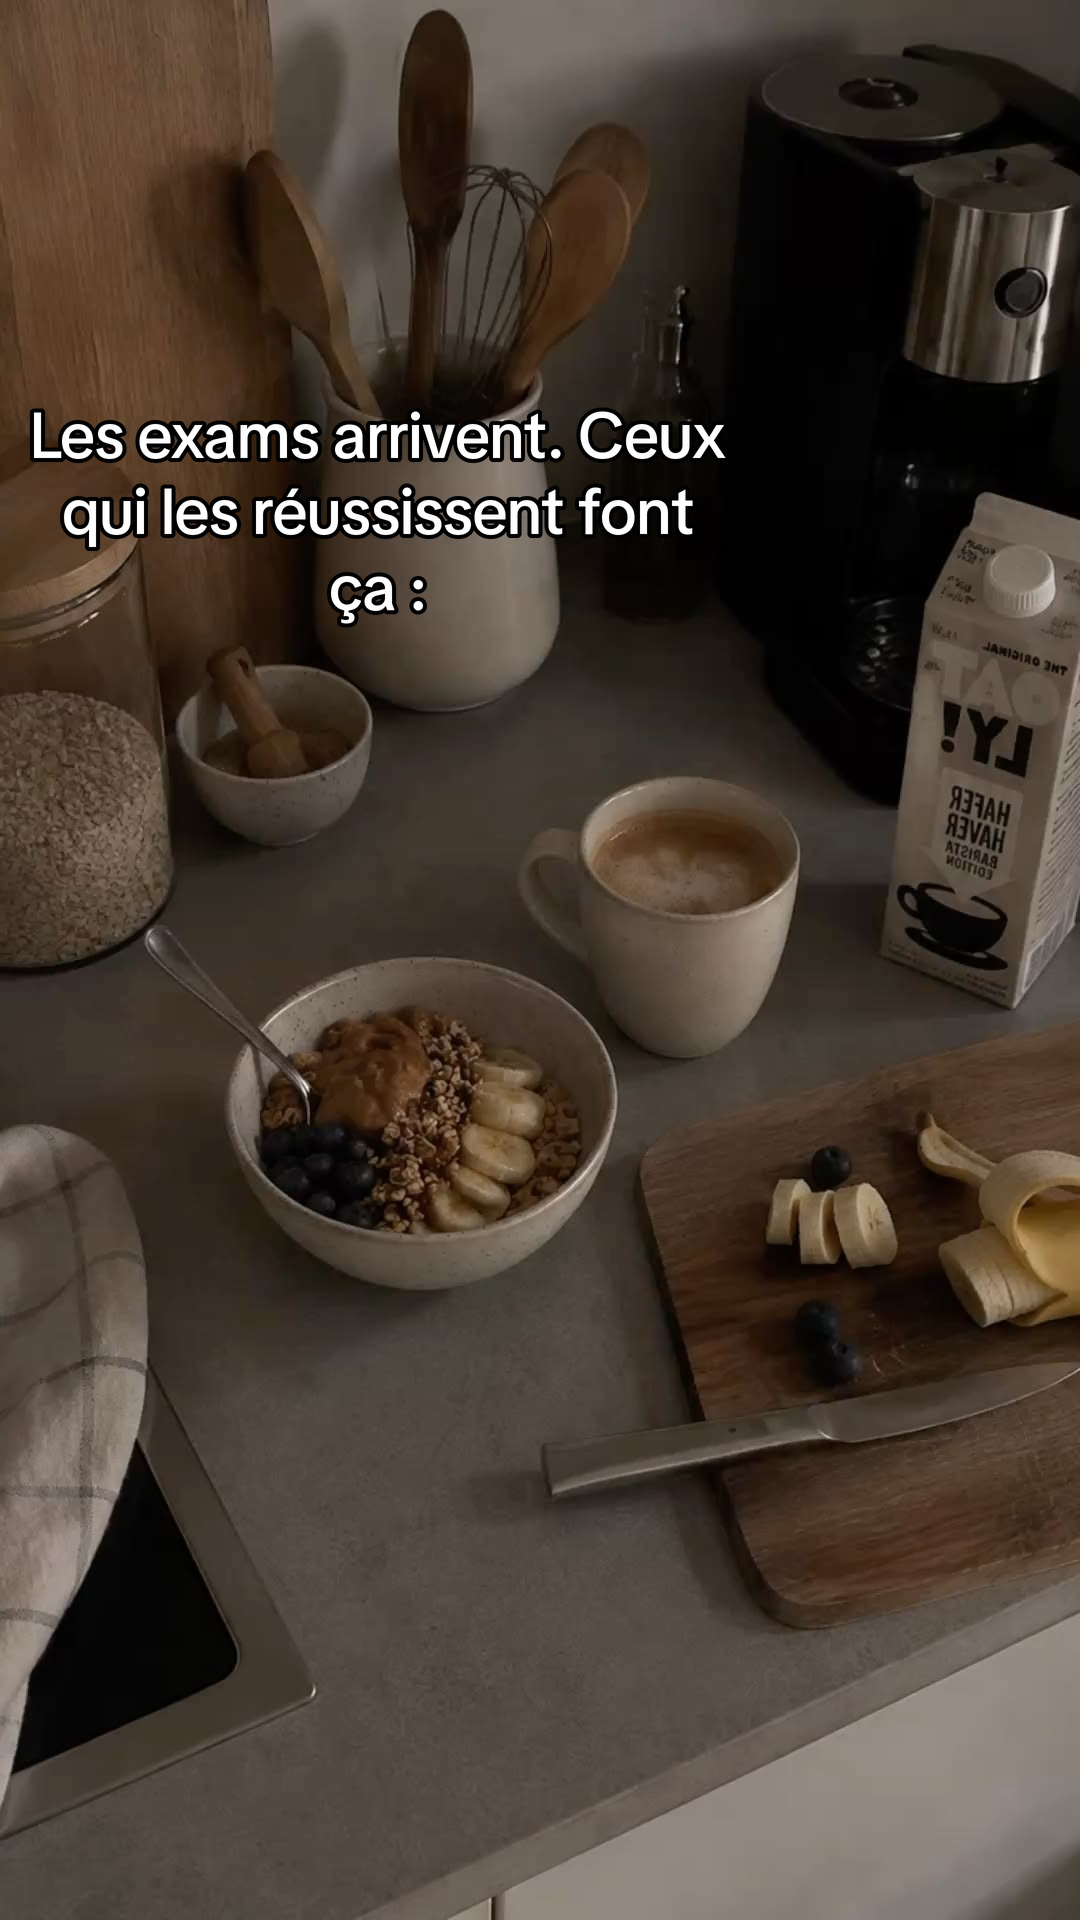 Les exams arrivent. Ceux
qui les réussissent font
ça :
THE ORIGINAL
OAT
LY!
HAFER
HAVER
BARISTA
EDITION